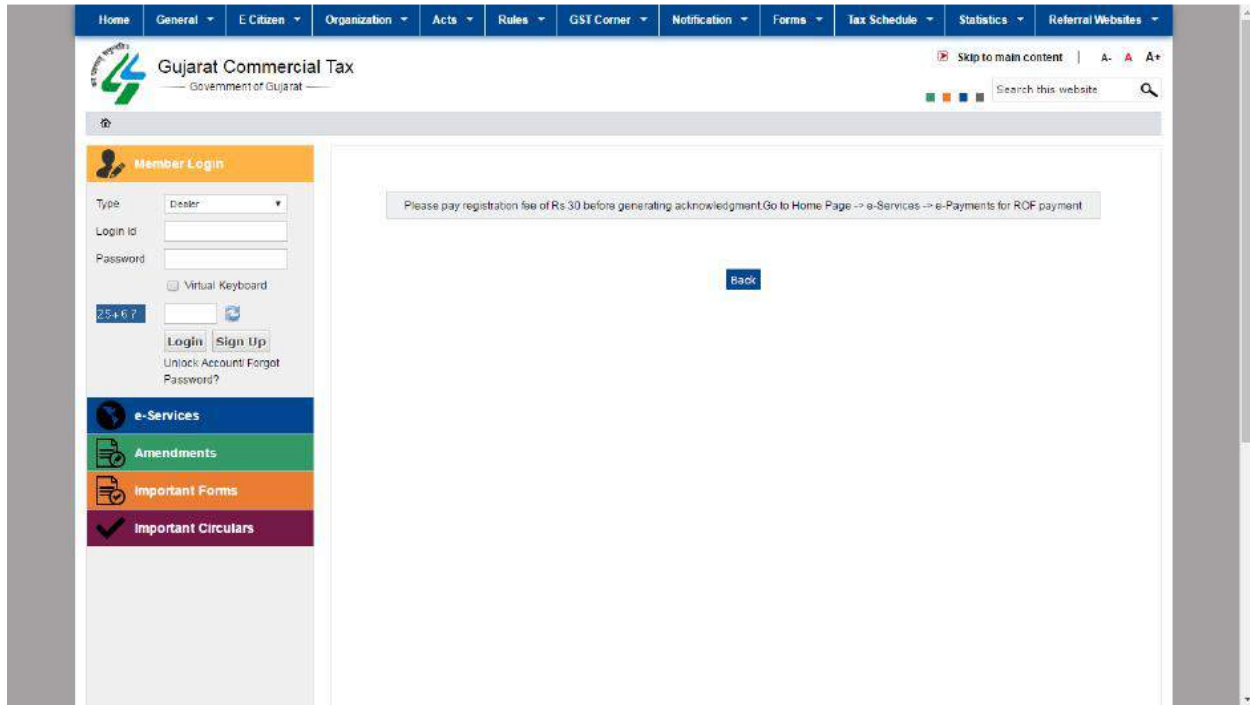 Home General E Citizen Organization Acts Rules GST Corner Notification Forms Tax Schedule Statistics Referral Websites
Skip to main content | A- A A+
Gujarat Commercial Tax
Government of Gujarat
Search this website
Member Login
Type Dealer
Login Id
Password
Virtual Keyboard
25+67
Login Sign Up
Unlock Account/ Forgot
Password?
e-Services
Amendments
Important Forms
Important Circulars
Please pay registration fee of Rs 30 before generating acknowledgment.Go to Home Page -> e-Services -> e-Payments for ROF payment
Back